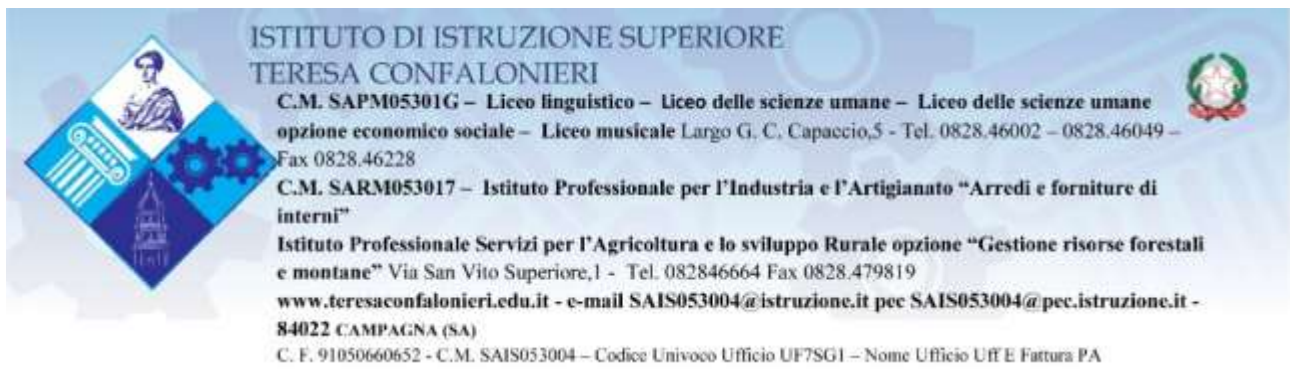 ISTITUTO DI ISTRUZIONE SUPERIORE
TERESA CONFALONIERI
C.M. SAPM05301G – Liceo linguistico – Liceo delle scienze umane – Liceo delle scienze umane
opzione economico sociale – Liceo musicale Largo G. C. Capaccio,5 - Tel. 0828.46002 – 0828.46049 –
Fax 0828.46228
C.M. SARM053017 – Istituto Professionale per l'Industria e l'Artigianato “Arredi e forniture di
interni”
Istituto Professionale Servizi per l'Agricoltura e lo sviluppo Rurale opzione “Gestione risorse forestali
e montane” Via San Vito Superiore,1 - Tel. 082846664 Fax 0828.479819
www.teresaconfalonieri.edu.it - e-mail SAIS053004@istruzione.it pec SAIS053004@pec.istruzione.it -
84022 CAMPAGNA (SA)
C. F. 91050660652 - C.M. SAIS053004 – Codice Univoco Ufficio UF7SG1 – Nome Ufficio Uff E Fattura PA